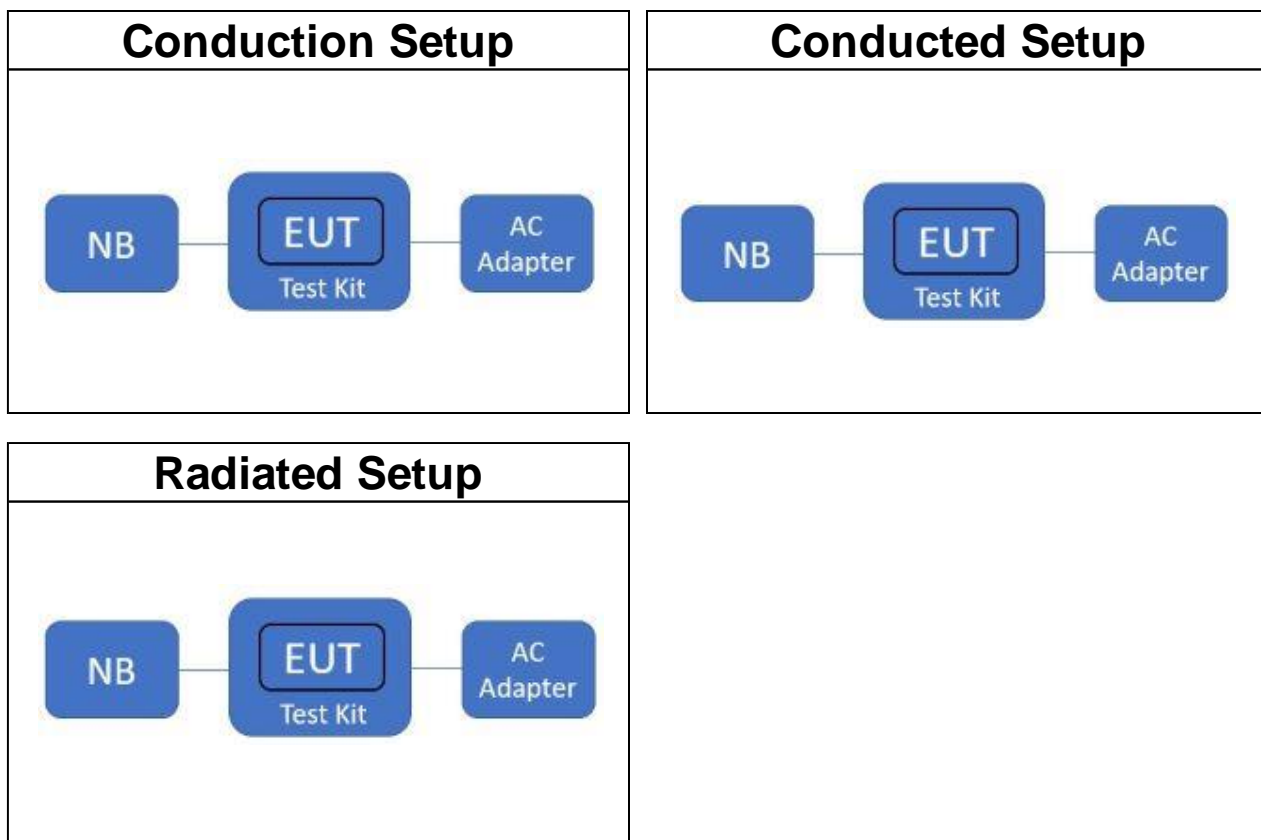 Conduction Setup
NB
EUT
Test Kit
AC
Adapter
Conducted Setup
NB
EUT
Test Kit
AC
Adapter
Radiated Setup
NB
EUT
Test Kit
AC
Adapter